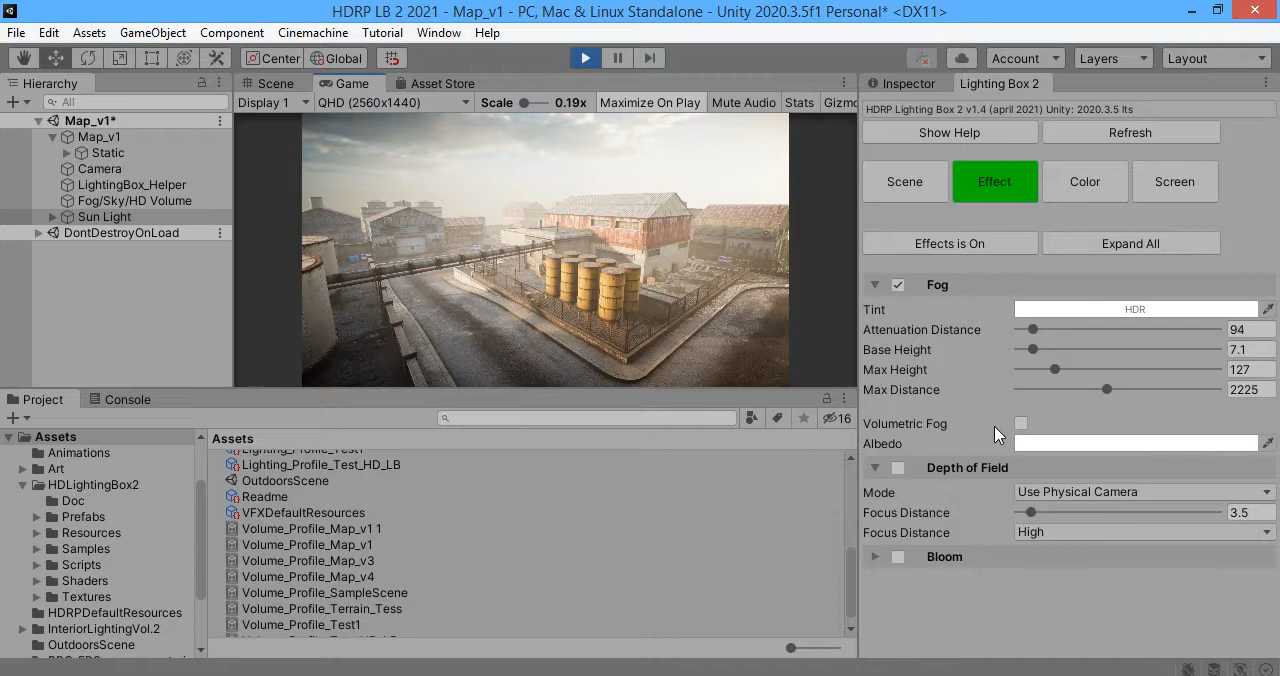 HDRP LB 2 2021 - Map_v1 - PC, Mac & Linux Standalone - Unity 2020.3.5f1 Personal* <DX11>
File Edit Assets GameObject Component Cinemachine Tutorial Window Help
Center Global Account Layers Layout
Hierarchy
All
Map_v1*
Map_v1
Static
Camera
LightingBox_Helper
Fog/Sky/HD Volume
Sun Light
DontDestroyOnLoad
Scene Game Asset Store
Display 1 QHD (2560x1440) Scale 0.19x Maximize On Play Mute Audio Stats Gizmo
Inspector Lighting Box 2
HDRP Lighting Box 2 v1.4 (april 2021) Unity: 2020.3.5 lts
Show Help Refresh
Scene Effect Color Screen
Effects is On Expand All
Fog
Tint HDR
Attenuation Distance 94
Base Height 7.1
Max Height 127
Max Distance 2225
Volumetric Fog
Albedo
Depth of Field
Mode Use Physical Camera
Focus Distance 3.5
Focus Distance High
Bloom
Project Console
16
Assets
Animations
Art
HDLightingBox2
Doc
Prefabs
Resources
Samples
Scripts
Shaders
Textures
HDRPDefaultResources
InteriorLightingVol.2
OutdoorsScene
Assets
Lighting_Profile_Test1
Lighting_Profile_Test_HD_LB
OutdoorsScene
Readme
VFXDefaultResources
Volume_Profile_Map_v1 1
Volume_Profile_Map_v1
Volume_Profile_Map_v3
Volume_Profile_Map_v4
Volume_Profile_SampleScene
Volume_Profile_Terrain_Tess
Volume_Profile_Test1